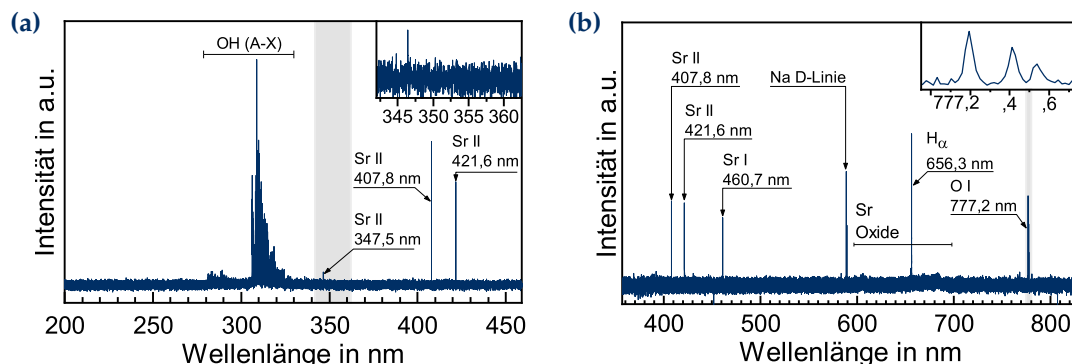 (a)
Intensität in a.u.
OH (A-X)
345 350 355 360
Sr II
407,8 nm
Sr II
421,6 nm
Sr II
347,5 nm
200 250 300 350 400 450
Wellenlänge in nm
(b)
Intensität in a.u.
Sr II
407,8 nm
Sr II
421,6 nm
Sr I
460,7 nm
Na D-Linie
Sr
Oxide
Hα
656,3 nm
O I
777,2 nm
777,2 ,4 ,6
400 500 600 700 800
Wellenlänge in nm